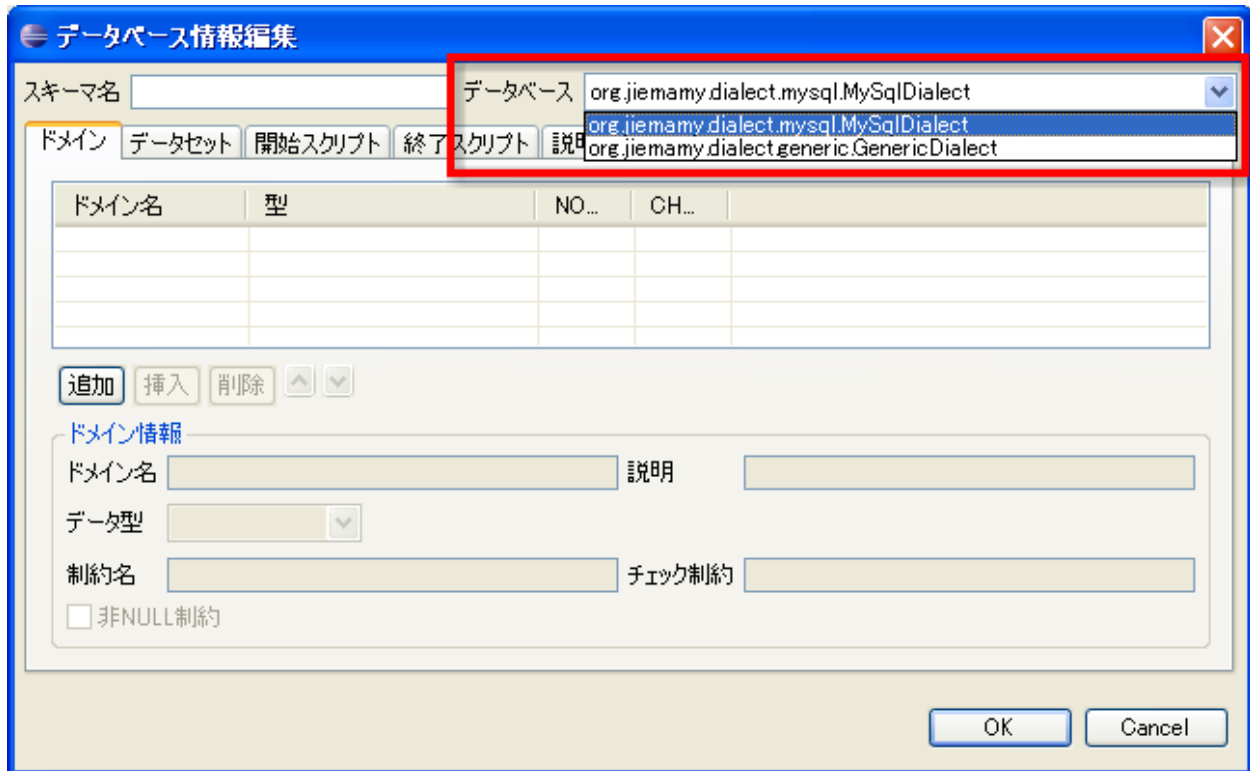 データベース情報編集
スキーマ名 データベース org.jiemamy.dialect.mysql.MySqlDialect
org.jiemamy.dialect.mysql.MySqlDialect
org.jiemamy.dialect.generic.GenericDialect
ドメイン データセット 開始スクリプト 終了スクリプト 説明
ドメイン名 型 NO... CH...
追加 挿入 削除
ドメイン情報
ドメイン名 説明
データ型
制約名 チェック制約
非NULL制約
OK Cancel